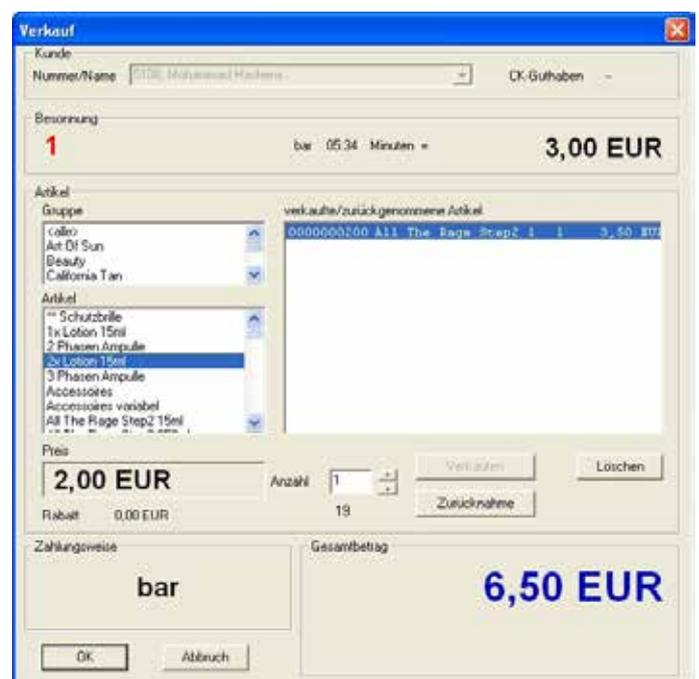 Verkauf
Kunde
Nummer/Name CK-Guthaben -
Besonnung
1 bar 05:34 Minuten = 3,00 EUR
Artikel
Gruppe verkaufte/zurückgenommene Artikel
<alle> 0000000200 All The Rage Step2 1 1 3,50 EUR
Art Of Sun
Beauty
California Tan
Artikel
** Schutzbrille
1x Lotion 15ml
2 Phasen Ampulle
2x Lotion 15ml
3 Phasen Ampulle
Accessoires
Accessoires variabel
All The Rage Step2 15ml
Preis
2,00 EUR Anzahl 1 Verkaufen Löschen
Rabatt 0,00 EUR 19 Zurücknahme
Zahlungsweise Gesamtbetrag
bar 6,50 EUR
OK Abbruch